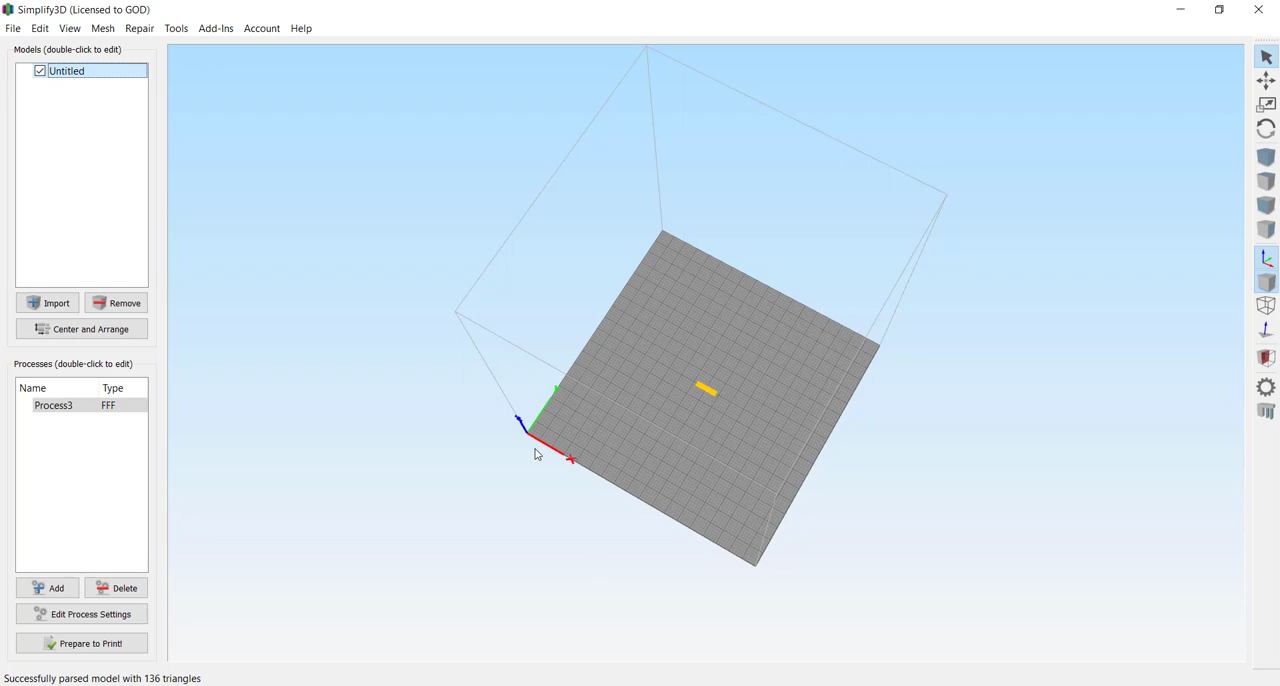 Simplify3D (Licensed to GOD)
File Edit View Mesh Repair Tools Add-Ins Account Help
Models (double-click to edit)
Untitled
Import Remove
Center and Arrange
Processes (double-click to edit)
Name Type
Process3 FFF
Add Delete
Edit Process Settings
Prepare to Print!
Successfully parsed model with 136 triangles